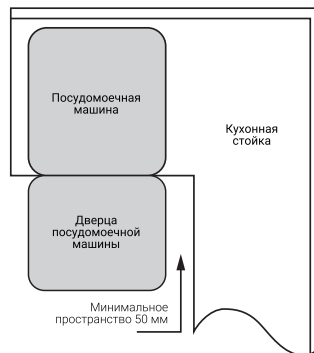 Посудомоечная
машина
Кухонная
стойка
Дверца
посудомоечной
машины
Минимальное
пространство 50 мм